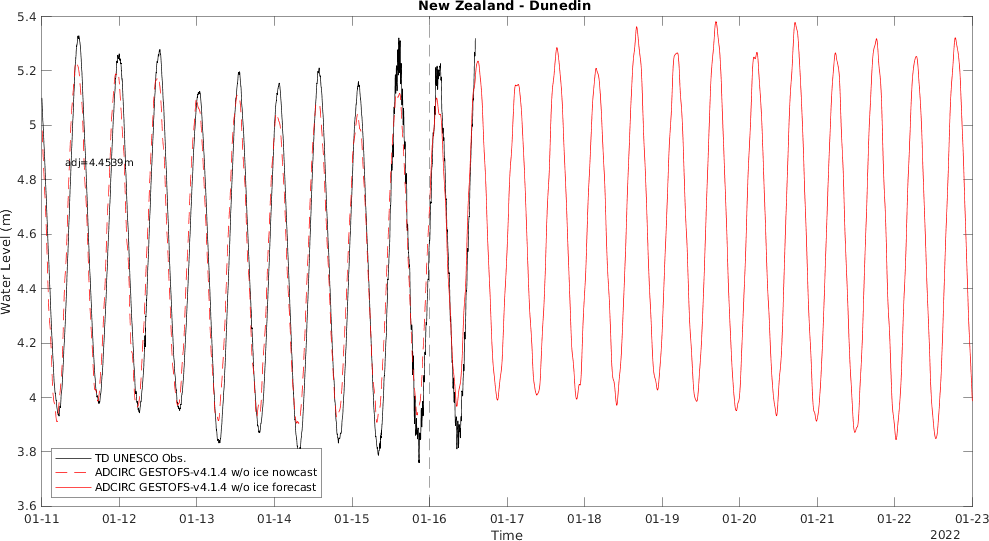 New Zealand - Dunedin
5.4
5.2
5
4.8
4.6
4.4
4.2
4
3.8
3.6
Water Level (m)
adj=4.4539m
TD UNESCO Obs.
ADCIRC GESTOFS-v4.1.4 w/o ice nowcast
ADCIRC GESTOFS-v4.1.4 w/o ice forecast
01-11 01-12 01-13 01-14 01-15 01-16 01-17 01-18 01-19 01-20 01-21 01-22 01-23
Time
2022